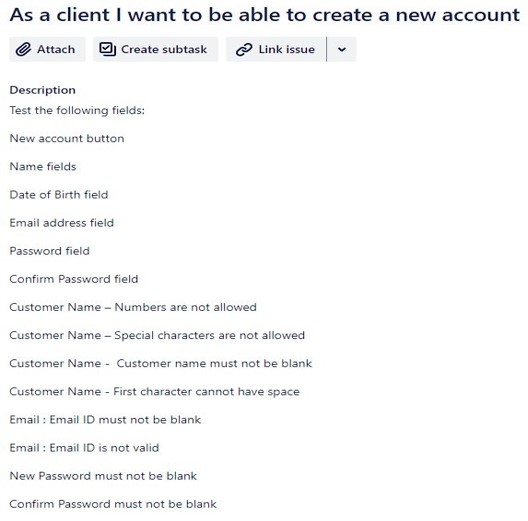 As a client I want to be able to create a new account
Attach
Create subtask
Link issue
Description
Test the following fields:
New account button
Name fields
Date of Birth field
Email address field
Password field
Confirm Password field
Customer Name – Numbers are not allowed
Customer Name – Special characters are not allowed
Customer Name -  Customer name must not be blank
Customer Name - First character cannot have space
Email : Email ID must not be blank
Email : Email ID is not valid
New Password must not be blank
Confirm Password must not be blank